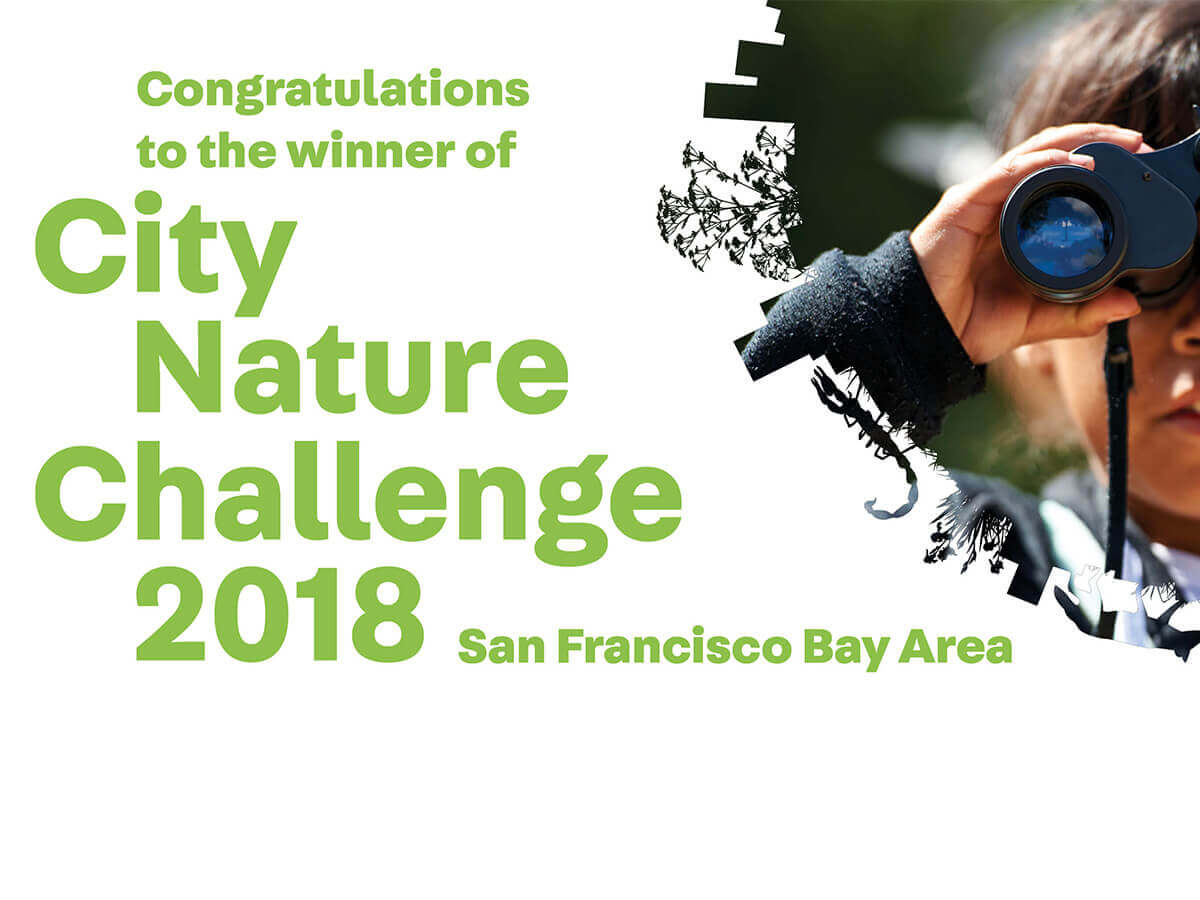 Congratulations
to the winner of
City
Nature
Challenge
2018
San Francisco Bay Area